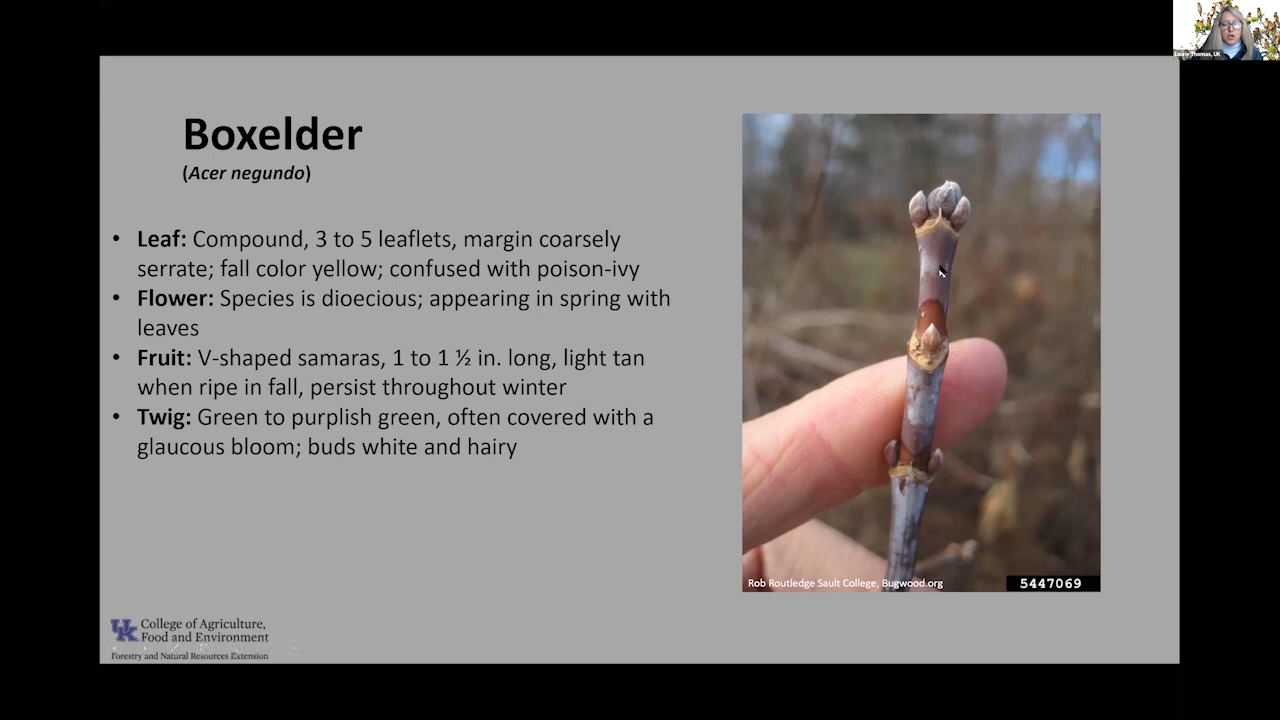 Laurie Thomas, UK
Boxelder
(Acer negundo)
• Leaf: Compound, 3 to 5 leaflets, margin coarsely
serrate; fall color yellow; confused with poison-ivy
• Flower: Species is dioecious; appearing in spring with
leaves
• Fruit: V-shaped samaras, 1 to 1 ½ in. long, light tan
when ripe in fall, persist throughout winter
• Twig: Green to purplish green, often covered with a
glaucous bloom; buds white and hairy
Rob Routledge Sault College, Bugwood.org
5447069
UK College of Agriculture,
Food and Environment
Forestry and Natural Resources Extension